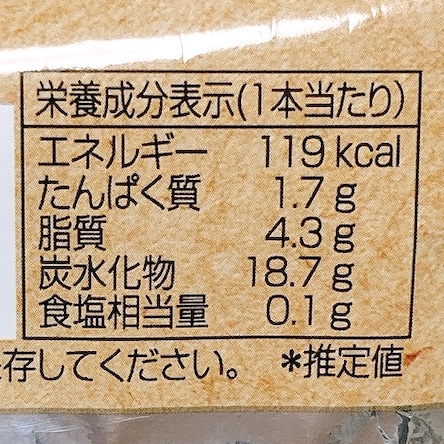 栄養成分表示(1本当たり)
エネルギー 119 kcal
たんぱく質 1.7 g
脂質 4.3 g
炭水化物 18.7 g
食塩相当量 0.1 g
存してください。 *推定値